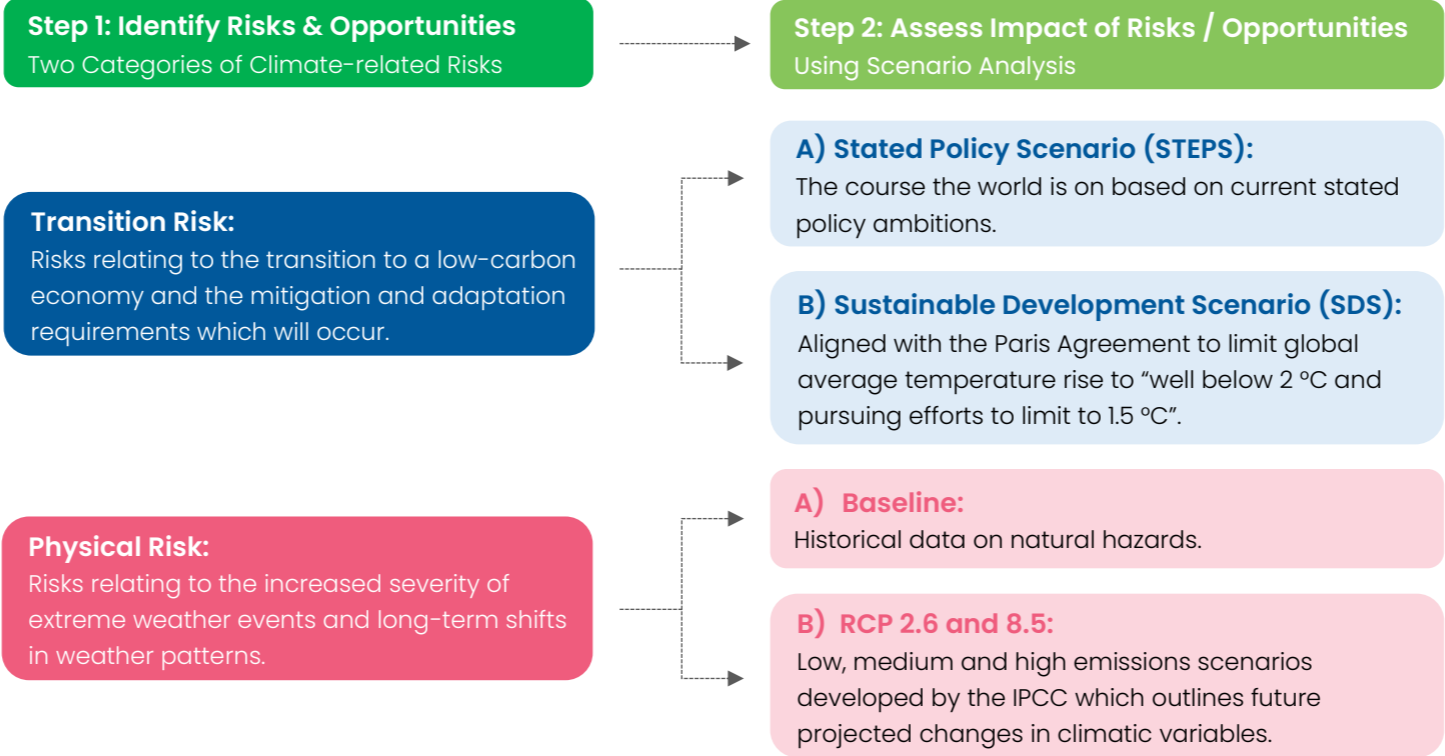 Step 1: Identify Risks & Opportunities
Two Categories of Climate-related Risks
Step 2: Assess Impact of Risks / Opportunities
Using Scenario Analysis
Transition Risk:
Risks relating to the transition to a low-carbon
economy and the mitigation and adaptation
requirements which will occur.
A) Stated Policy Scenario (STEPS):
The course the world is on based on current stated
policy ambitions.
B) Sustainable Development Scenario (SDS):
Aligned with the Paris Agreement to limit global
average temperature rise to “well below 2 ºC and
pursuing efforts to limit to 1.5 ºC”.
Physical Risk:
Risks relating to the increased severity of
extreme weather events and long-term shifts
in weather patterns.
A) Baseline:
Historical data on natural hazards.
B) RCP 2.6 and 8.5:
Low, medium and high emissions scenarios
developed by the IPCC which outlines future
projected changes in climatic variables.